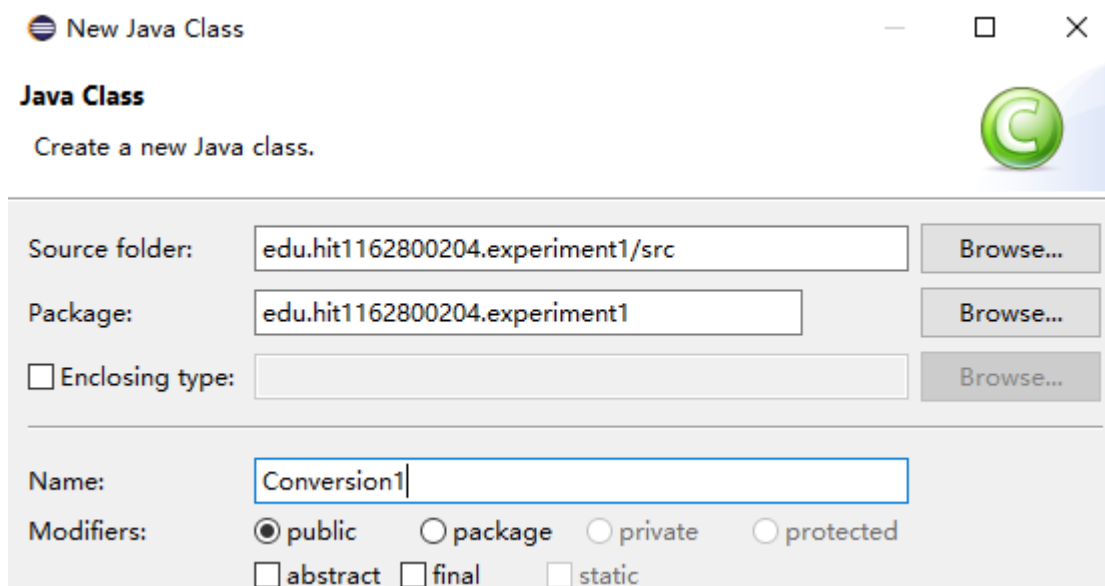 New Java Class
Java Class
Create a new Java class.
Source folder: edu.hit1162800204.experiment1/src Browse...
Package: edu.hit1162800204.experiment1 Browse...
Enclosing type: Browse...
Name: Conversion1
Modifiers: public package private protected
abstract final static